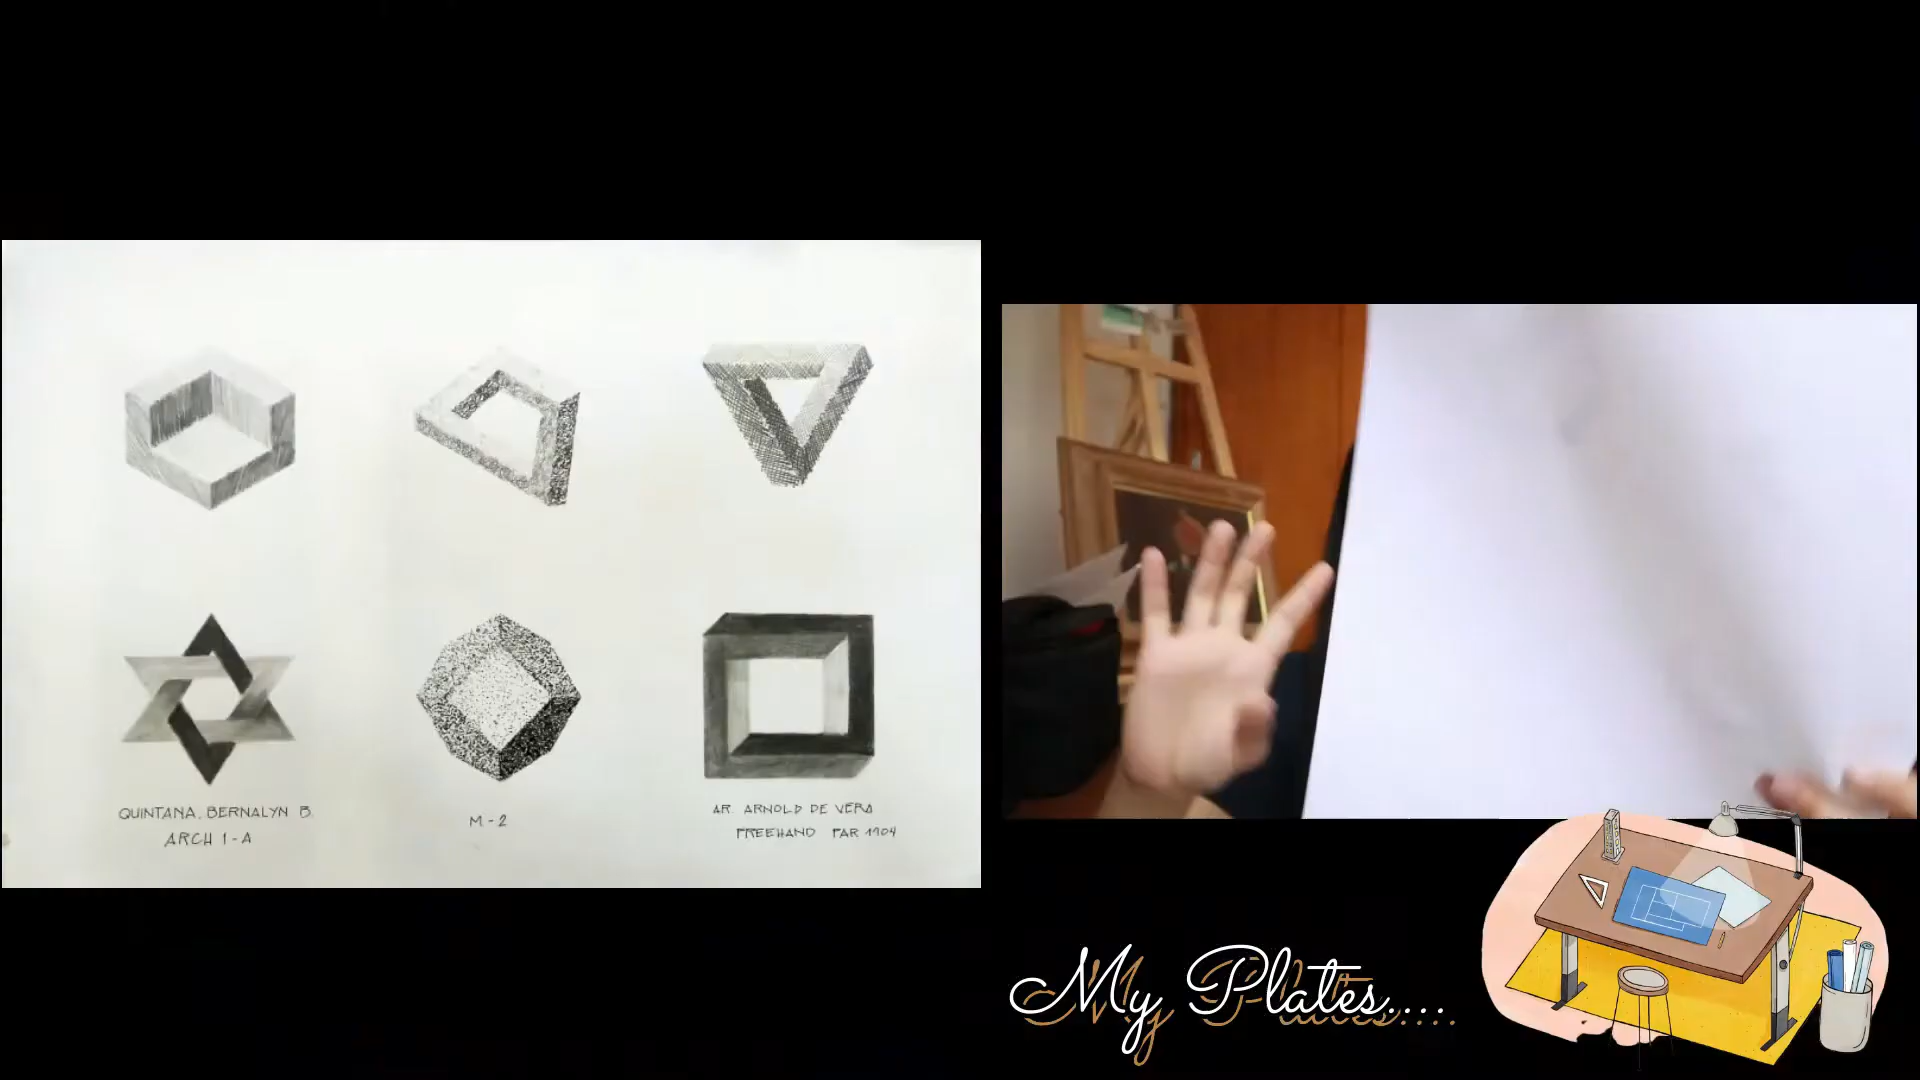 QUINTANA, BERNALYN B.
ARCH 1-A
M-2
AR. ARNOLD DE VERA
FREEHAND FAR 1904
My Plates....